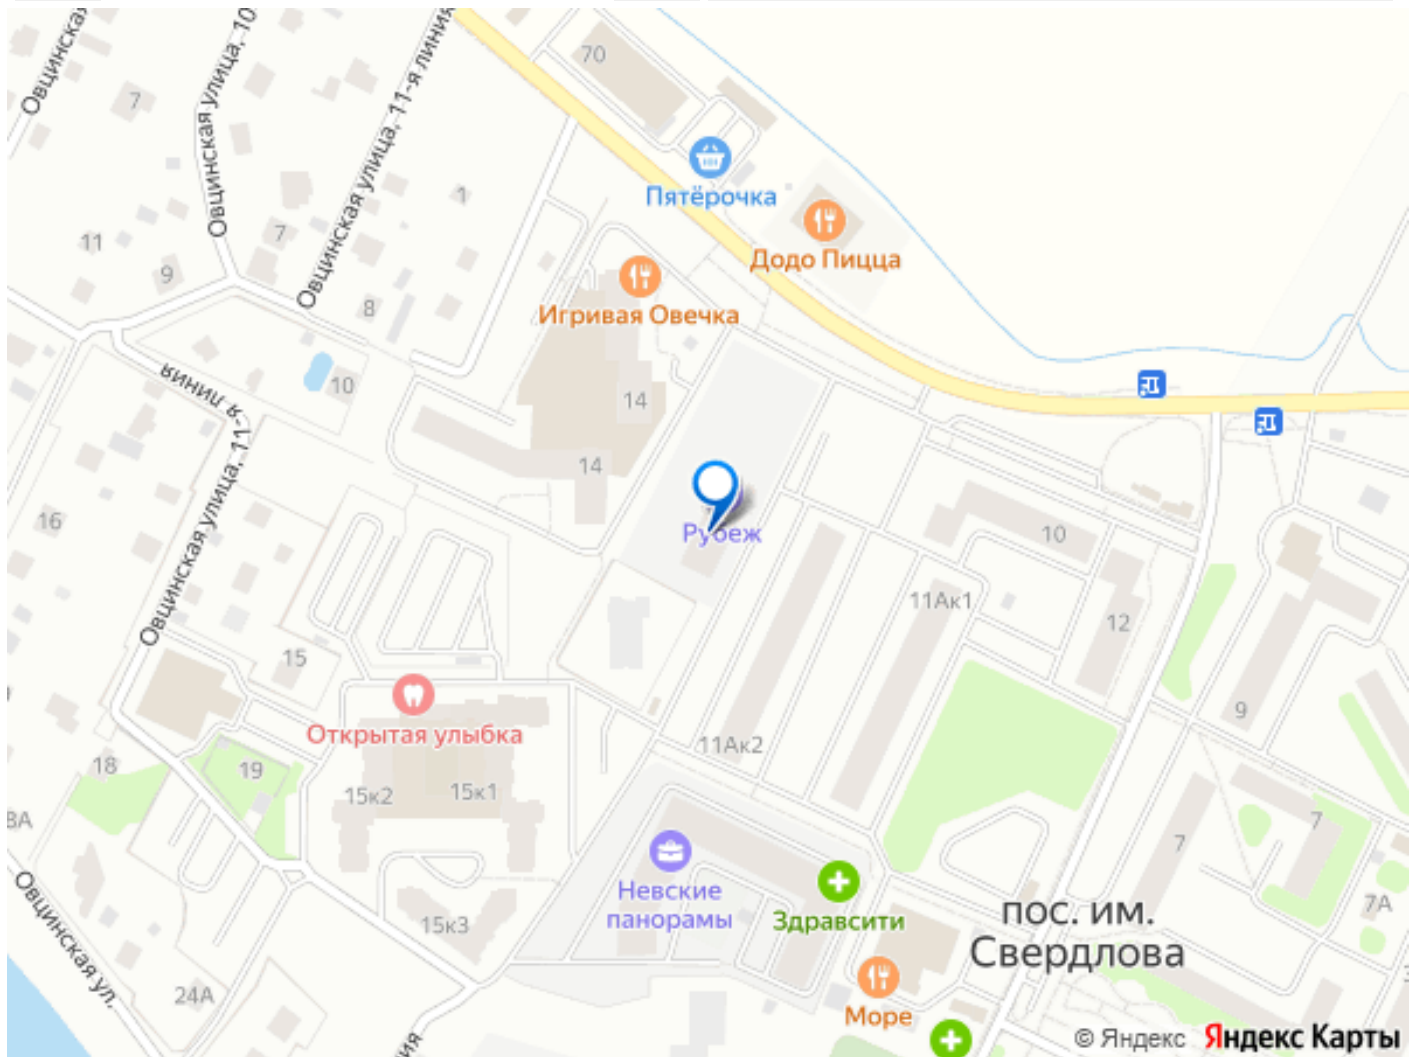 Овцинская
Овцинская улица, 10
Овцинская улица, 11-я линия
70
7
Пятёрочка
1
11
7
9
Додо Пицца
8
Игривая Овечка
10
14
11-я линия
14
16
Рубеж
10
Овцинская улица, 11-я
11Ак1
12
15
9
Открытая улыбка
11Ак2
18
19
15к2
15к1
8А
7
7
Невские
панорамы
Здравсити
7А
15к3
пос. им.
Свердлова
Овцинская ул.
24А
Море
© Яндекс Яндекс Карты